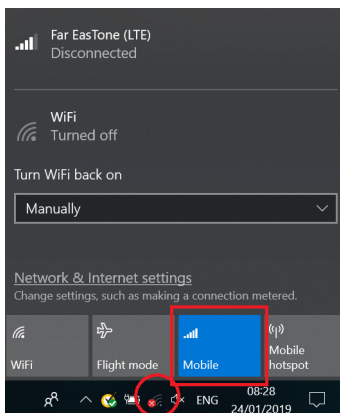 Far EasTone (LTE)
Disconnected
WiFi
Turned off
Turn WiFi back on
Manually
Network & Internet settings
Change settings, such as making a connection metered.
WiFi
Flight mode
Mobile
Mobile
hotspot
ENG
08:28
24/01/2019